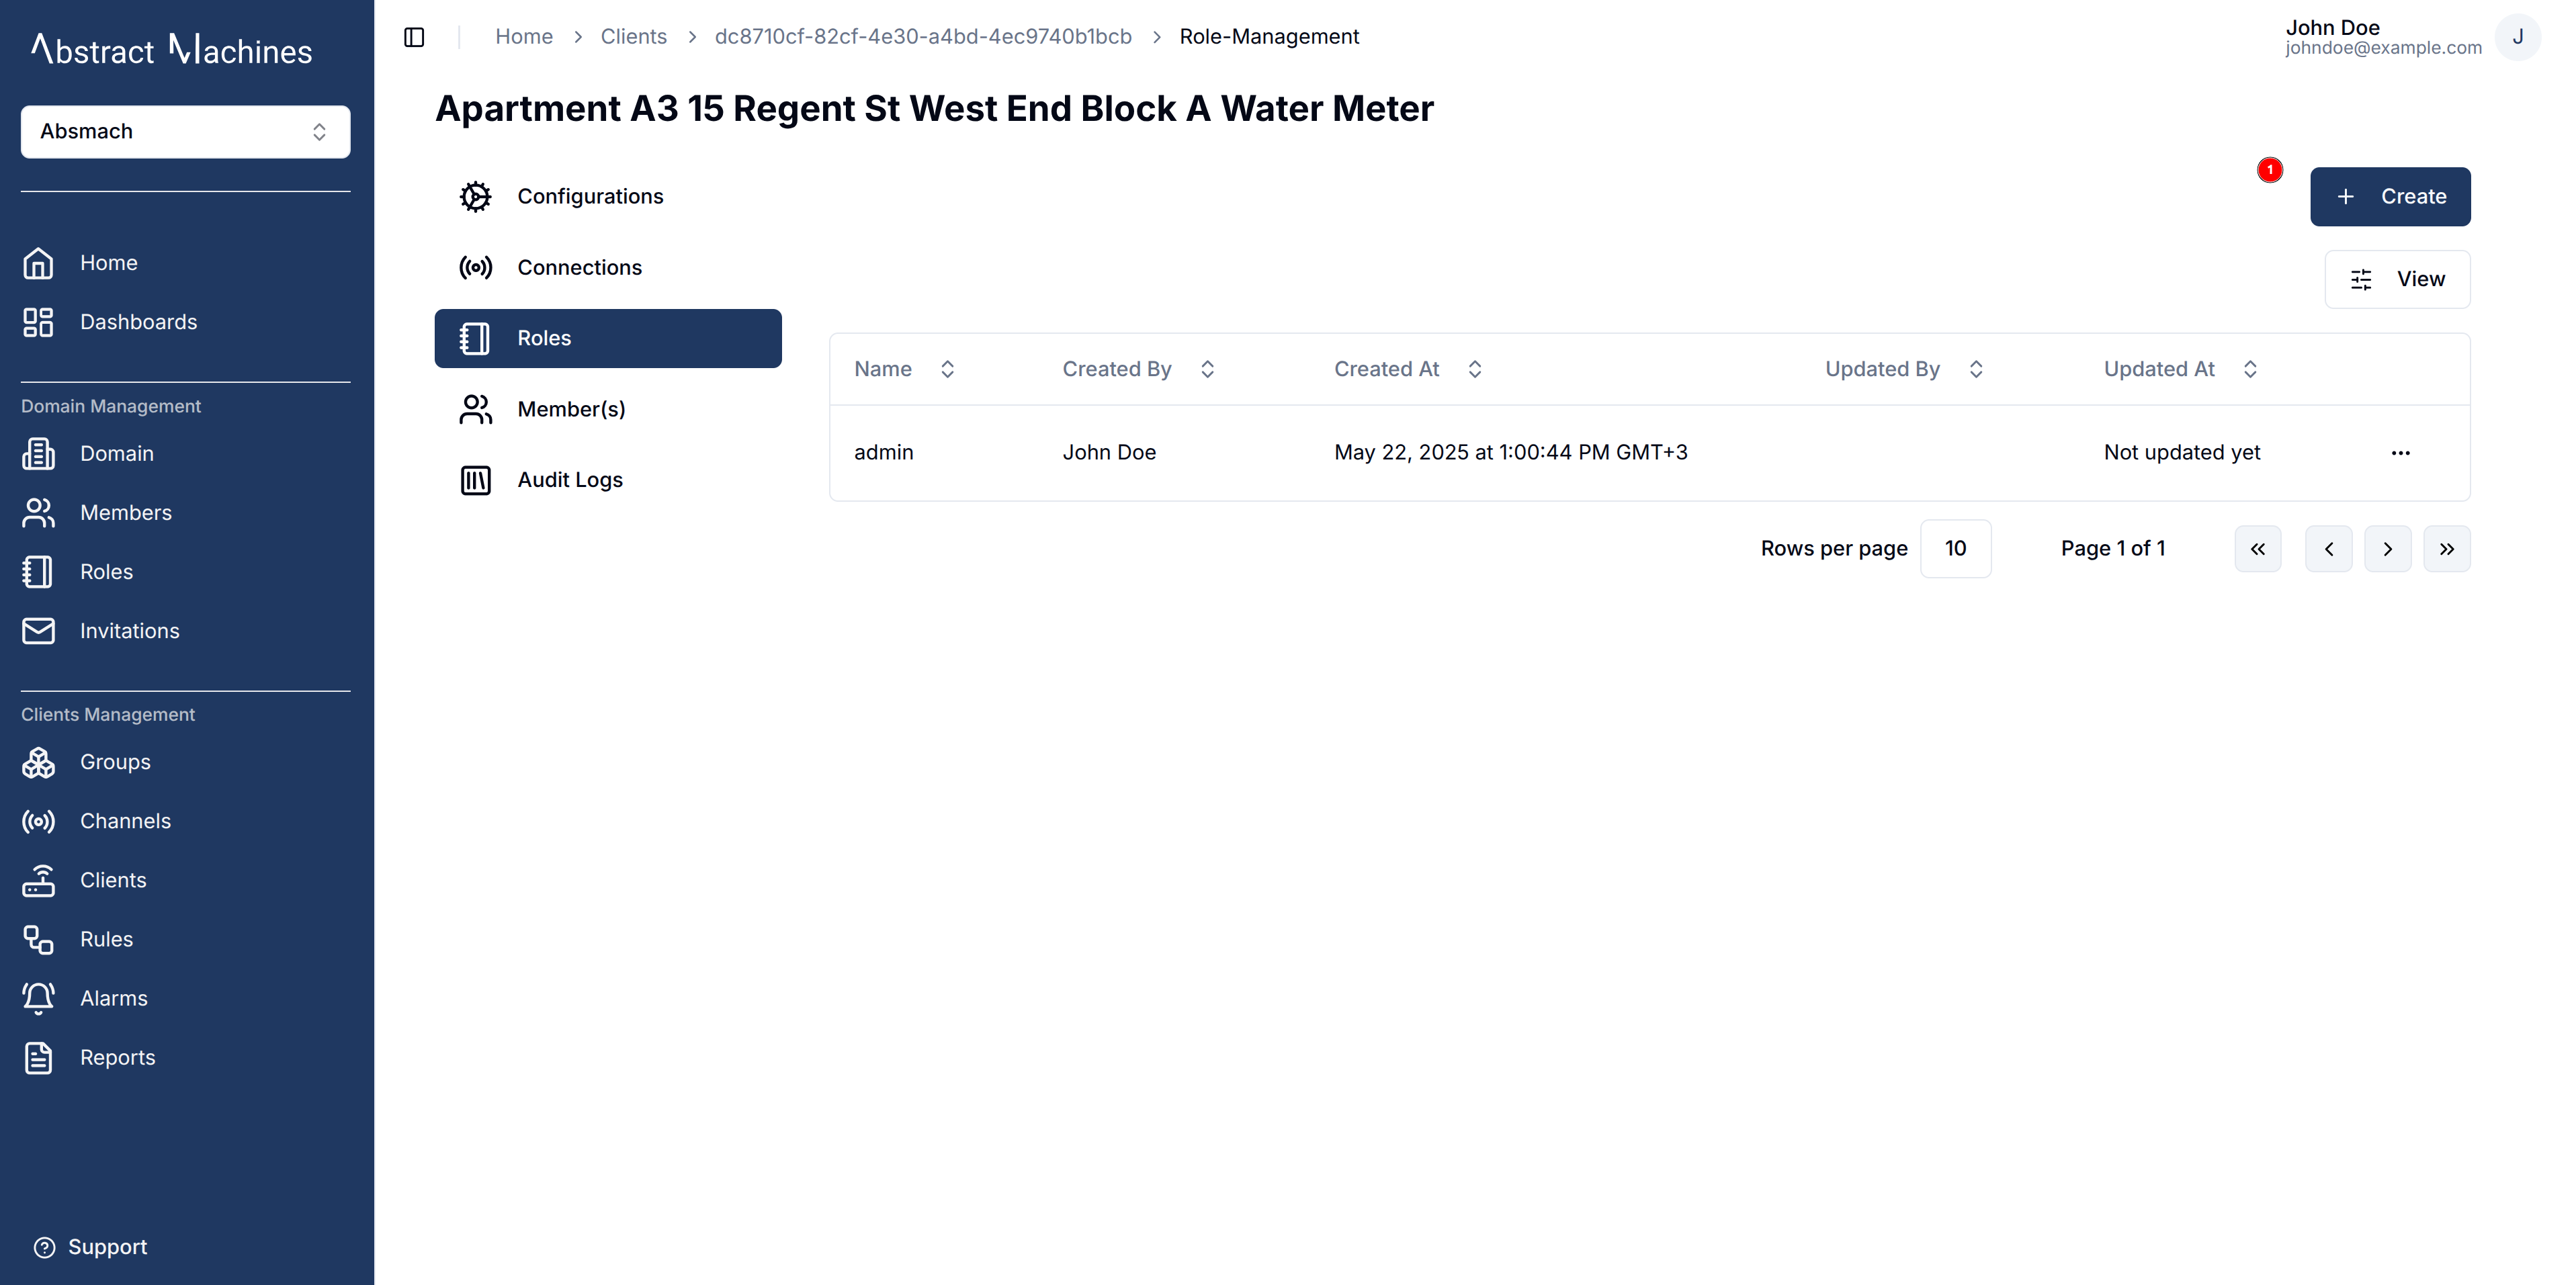 Abstract Machines
Absmach
Home
Dashboards
Domain Management
Domain
Members
Roles
Invitations
Clients Management
Groups
Channels
Clients
Rules
Alarms
Reports
Support
Home > Clients > dc8710cf-82cf-4e30-a4bd-4ec9740b1bcb > Role-Management
John Doe
johndoe@example.com
J
Apartment A3 15 Regent St West End Block A Water Meter
Configurations
Connections
Roles
Member(s)
Audit Logs
1
+ Create
View
Name Created By Created At Updated By Updated At
admin John Doe May 22, 2025 at 1:00:44 PM GMT+3 Not updated yet ...
Rows per page 10 Page 1 of 1